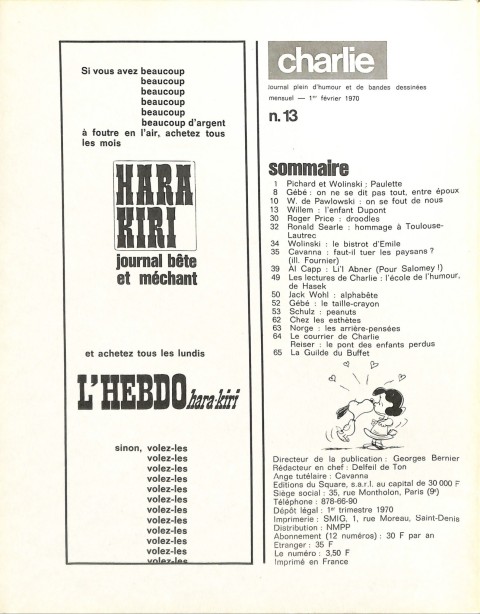 Si vous avez beaucoup
beaucoup
beaucoup
beaucoup
beaucoup
beaucoup d'argent
à foutre en l'air, achetez tous
les mois
HARA
KIRI
journal bête
et méchant
et achetez tous les lundis
L'HEBDO hara-kiri
sinon, volez-les
volez-les
volez-les
volez-les
volez-les
volez-les
volez-les
volez-les
volez-les
volez-les
volez-les
volez-les
charlie
journal plein d'humour et de bandes dessinées
mensuel — 1er février 1970
n. 13
sommaire
1 Pichard et Wolinski ; Paulette
8 Gébé : on ne se dit pas tout, entre époux
10 W. de Pawlowski : on se fout de nous
13 Willem : l'enfant Dupont
30 Roger Price : droodles
32 Ronald Searle : hommage à Toulouse-
Lautrec
34 Wolinski : le bistrot d'Emile
35 Cavanna : faut-il tuer les paysans ?
(ill. Fournier)
39 Al Capp : Li'l Abner (Pour Salomey !)
49 Les lectures de Charlie : l'école de l'humour,
de Hasek
50 Jack Wohl : alphabête
52 Gébé : le taille-crayon
53 Schulz : peanuts
62 Chez les esthètes
63 Norge : les arrière-pensées
64 Le courrier de Charlie
Reiser : le pont des enfants perdus
65 La Guilde du Buffet
Directeur de la publication : Georges Bernier
Rédacteur en chef : Delfeil de Ton
Ange tutélaire : Cavanna
Editions du Square, s.a.r.l. au capital de 30 000 F
Siège social : 35, rue Montholon, Paris (9e)
Téléphone : 878-66-90
Dépôt légal : 1er trimestre 1970
Imprimerie : SMIG, 1, rue Moreau, Saint-Denis
Distribution : NMPP
Abonnement (12 numéros) : 30 F par an
Etranger : 35 F
Le numéro : 3,50 F
Imprimé en France